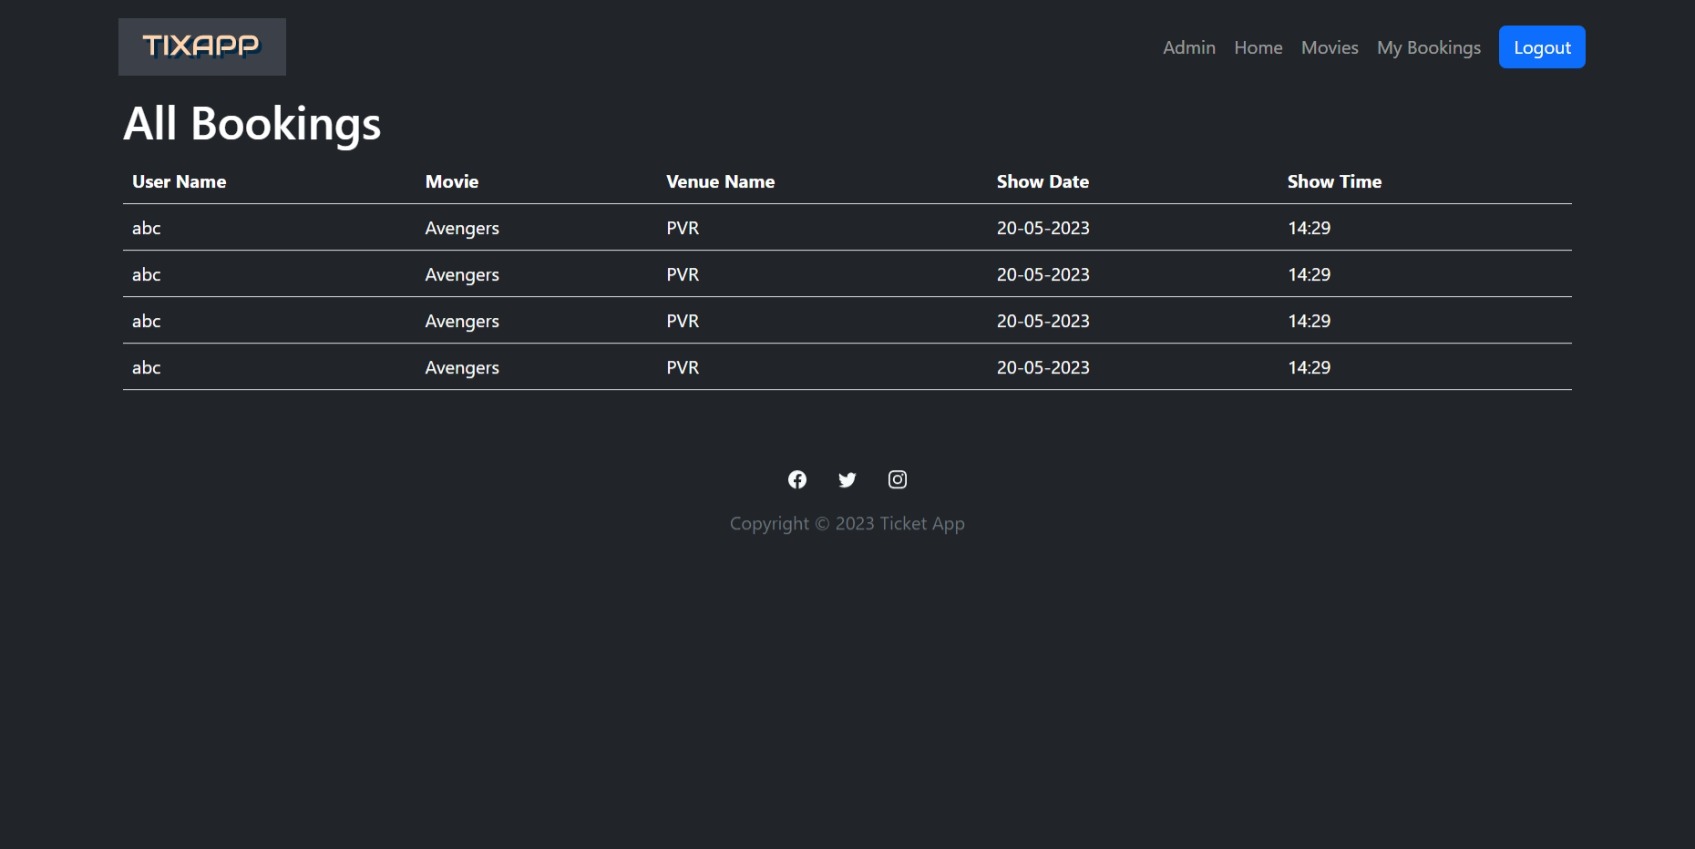 TIXAPP
Admin Home Movies My Bookings Logout
All Bookings
User Name Movie Venue Name Show Date Show Time
abc Avengers PVR 20-05-2023 14:29
abc Avengers PVR 20-05-2023 14:29
abc Avengers PVR 20-05-2023 14:29
abc Avengers PVR 20-05-2023 14:29
Copyright © 2023 Ticket App